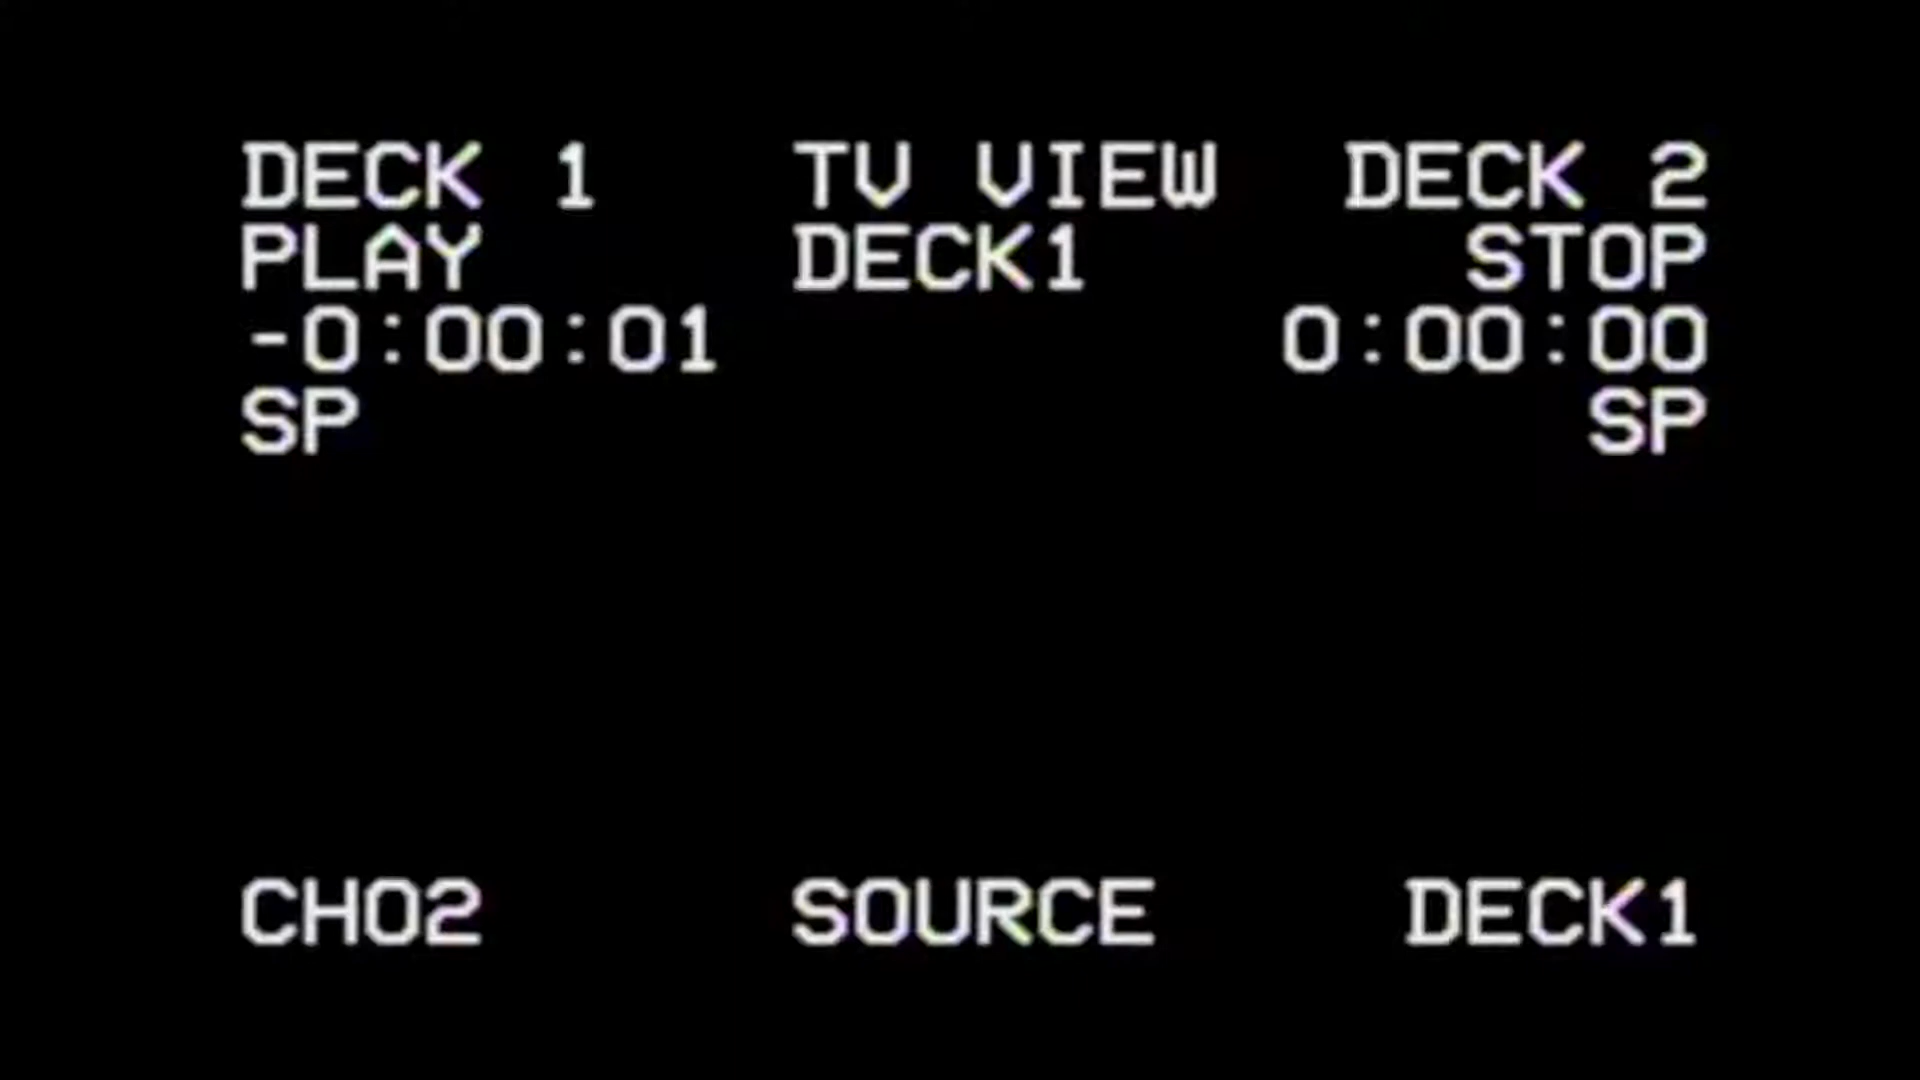 DECK 1 TV VIEW DECK 2
PLAY DECK1 STOP
-0:00:01 0:00:00
SP SP
CH02 SOURCE DECK1